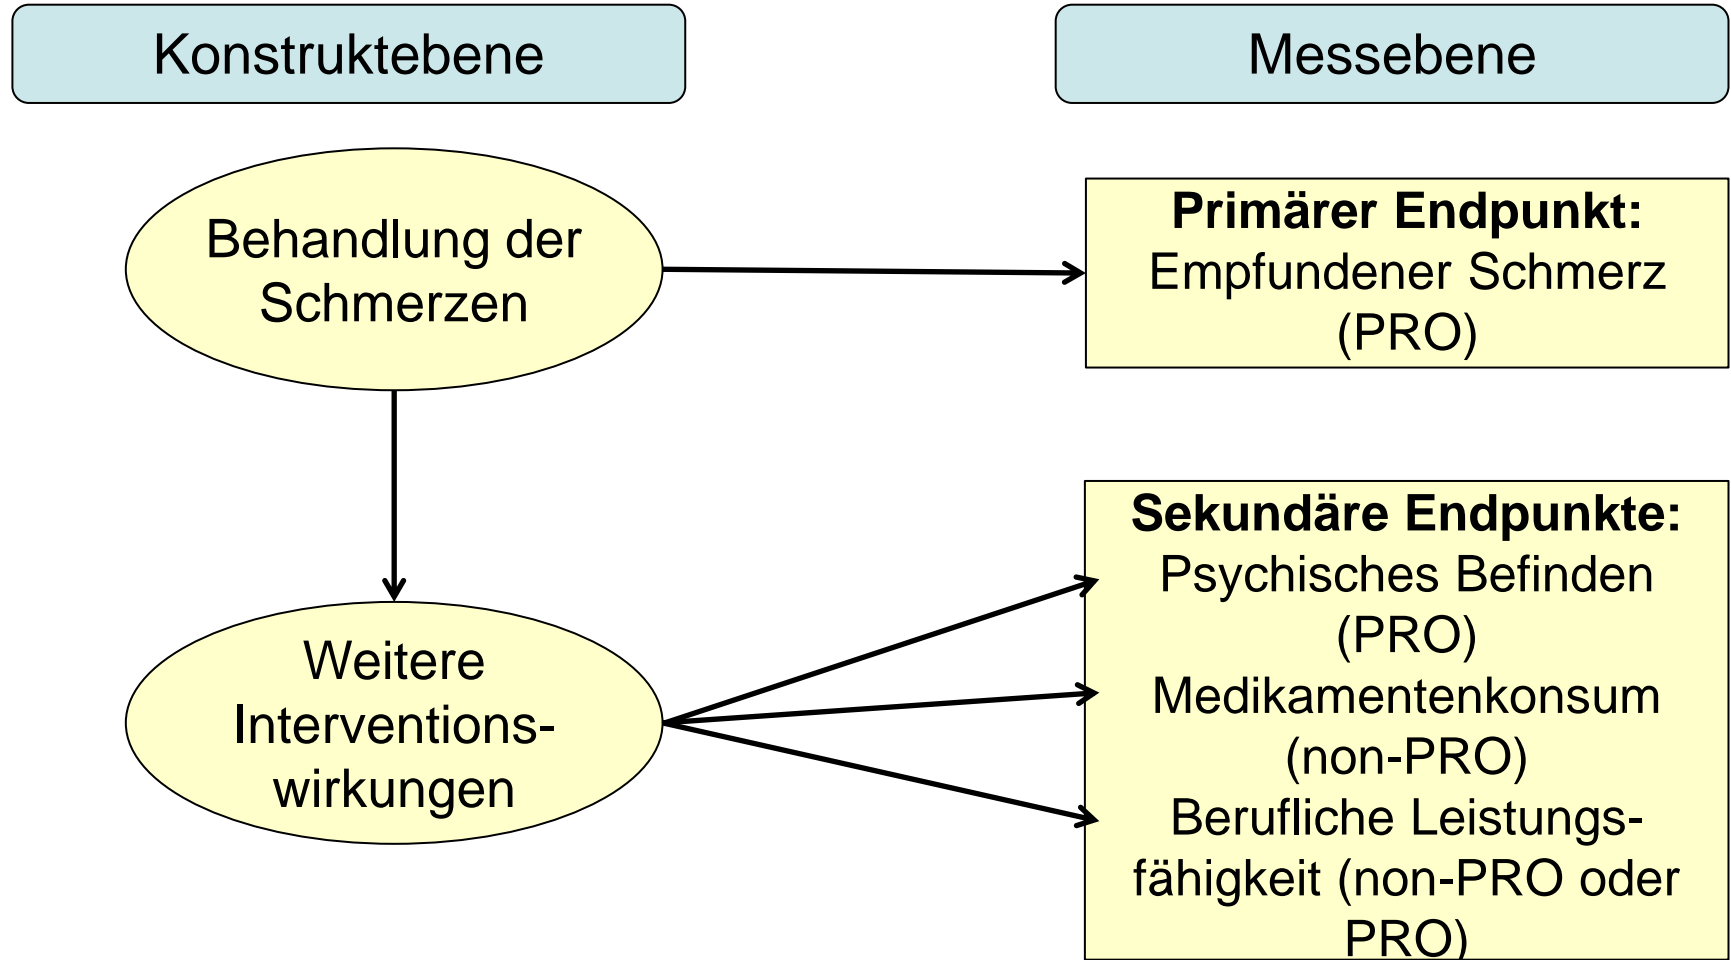 Konstruktebene
Messebene
Behandlung der
Schmerzen
Primärer Endpunkt:
Empfundener Schmerz
(PRO)
Weitere
Interventions-
wirkungen
Sekundäre Endpunkte:
Psychisches Befinden
(PRO)
Medikamentenkonsum
(non-PRO)
Berufliche Leistungs-
fähigkeit (non-PRO oder
PRO)